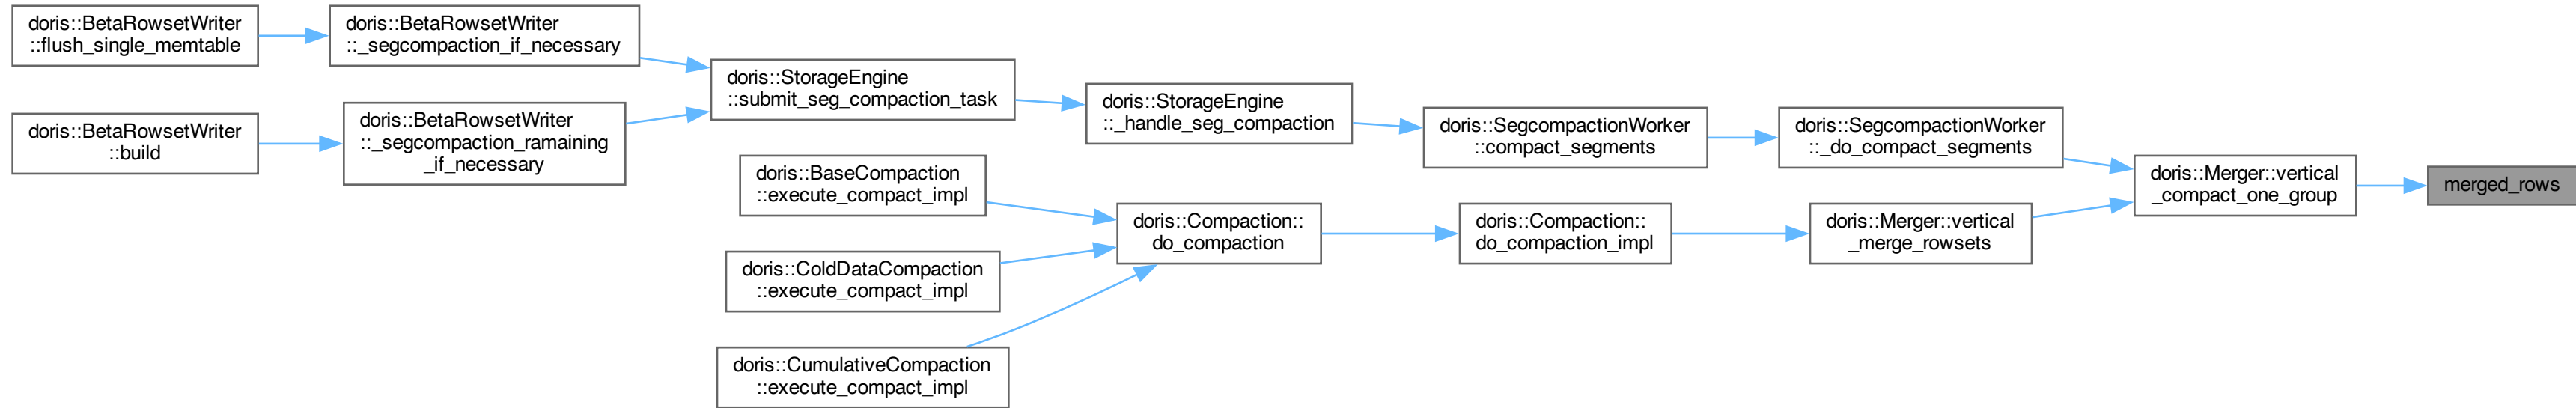 doris::BetaRowsetWriter
::flush_single_memtable
doris::BetaRowsetWriter
::_segcompaction_if_necessary
doris::StorageEngine
::submit_seg_compaction_task
doris::StorageEngine
::_handle_seg_compaction
doris::SegcompactionWorker
::compact_segments
doris::SegcompactionWorker
::_do_compact_segments
doris::Merger::vertical
_compact_one_group
merged_rows
doris::BetaRowsetWriter
::build
doris::BetaRowsetWriter
::_segcompaction_ramaining
_if_necessary
doris::BaseCompaction
::execute_compact_impl
doris::Compaction::
do_compaction
doris::Compaction::
do_compaction_impl
doris::Merger::vertical
_merge_rowsets
doris::ColdDataCompaction
::execute_compact_impl
doris::CumulativeCompaction
::execute_compact_impl